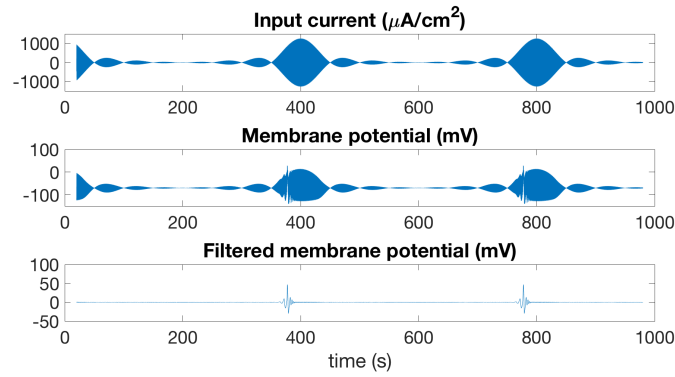 Input current (μA/cm²)
1000
0
-1000
0 200 400 600 800 1000
Membrane potential (mV)
100
0
-100
0 200 400 600 800 1000
Filtered membrane potential (mV)
100
50
0
-50
0 200 400 600 800 1000
time (s)